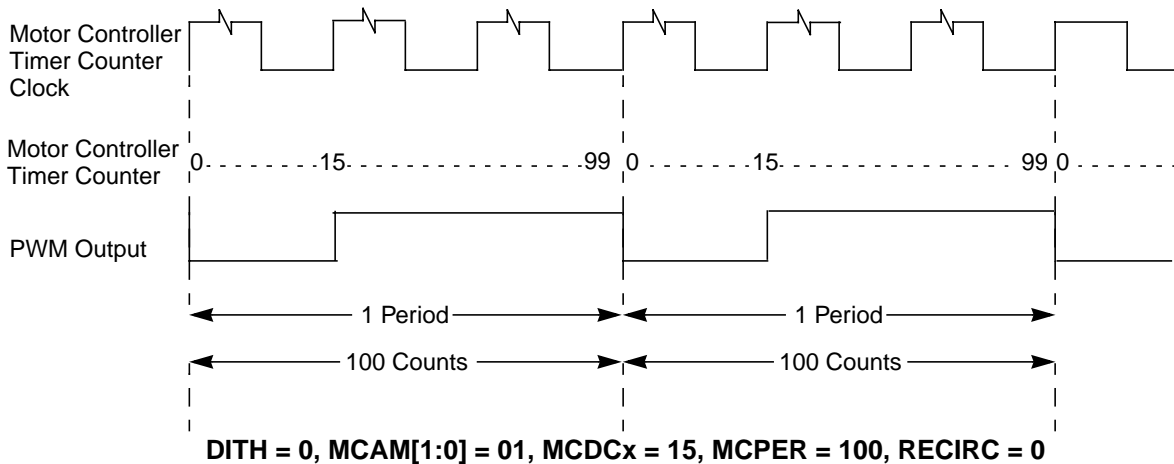 Motor Controller
Timer Counter
Clock
Motor Controller
Timer Counter
0 15 99 0 15 99 0
PWM Output
1 Period 1 Period
100 Counts 100 Counts
DITH = 0, MCAM[1:0] = 01, MCDCx = 15, MCPER = 100, RECIRC = 0